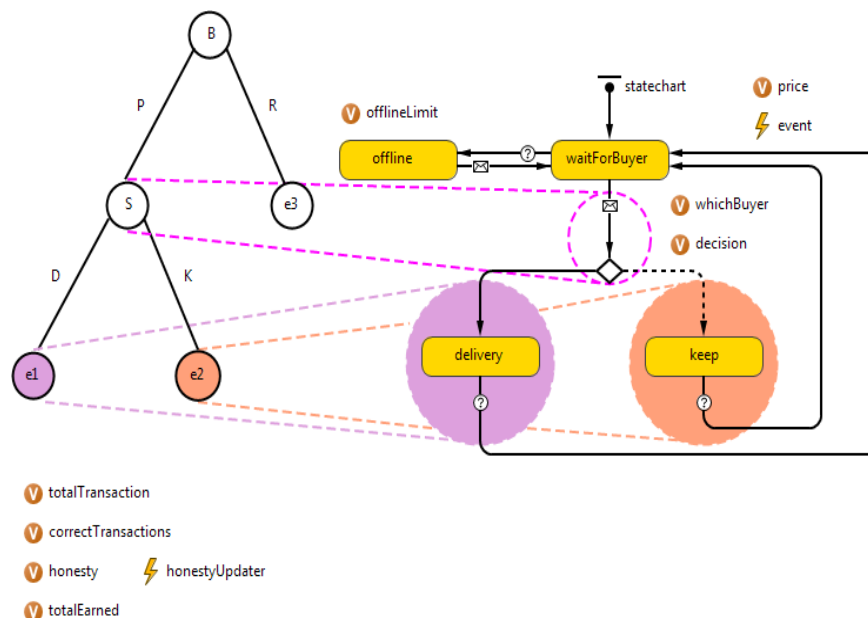 B
P
R
S
e3
D
K
e1
e2
statechart
V price
V offlineLimit
event
offline
?
waitForBuyer
V whichBuyer
V decision
delivery
keep
?
?
V totalTransaction
V correctTransactions
V honesty
honestyUpdater
V totalEarned